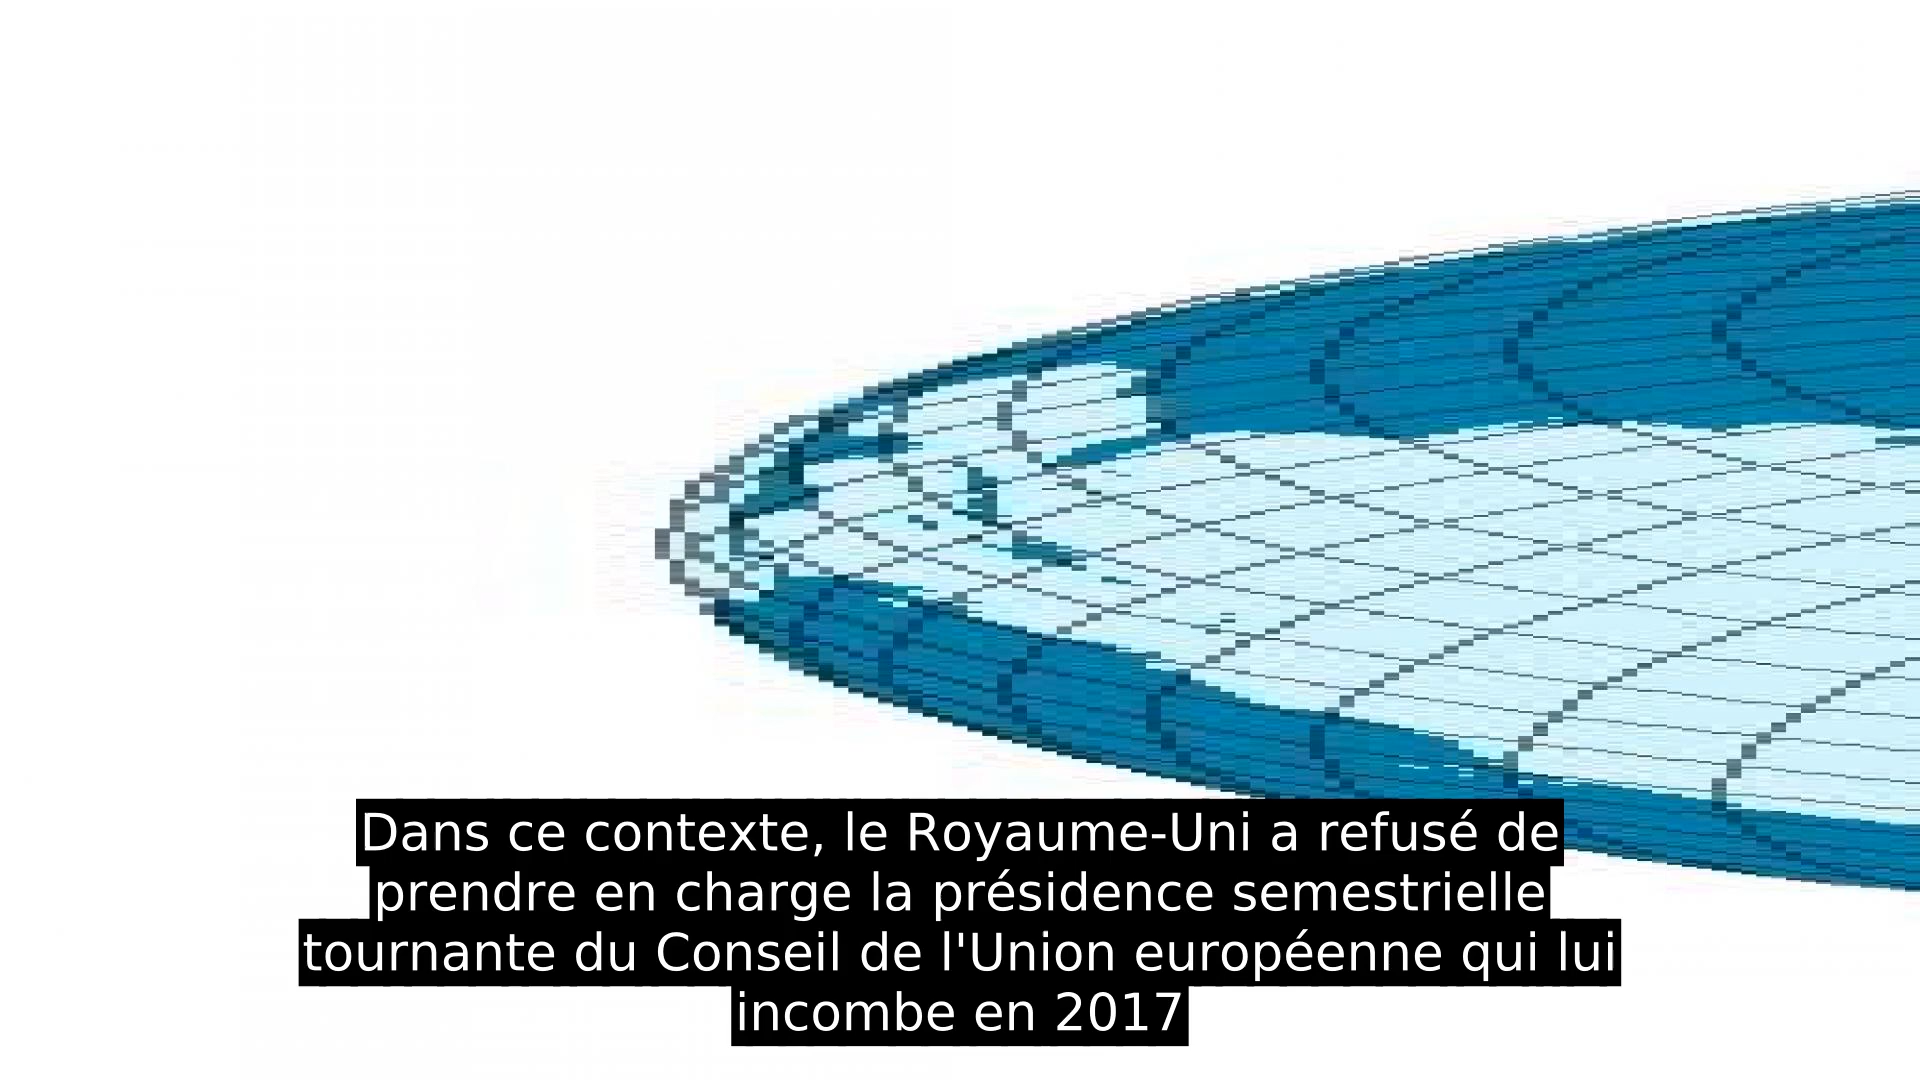 Dans ce contexte, le Royaume-Uni a refusé de
prendre en charge la présidence semestrielle
tournante du Conseil de l'Union européenne qui lui
incombe en 2017